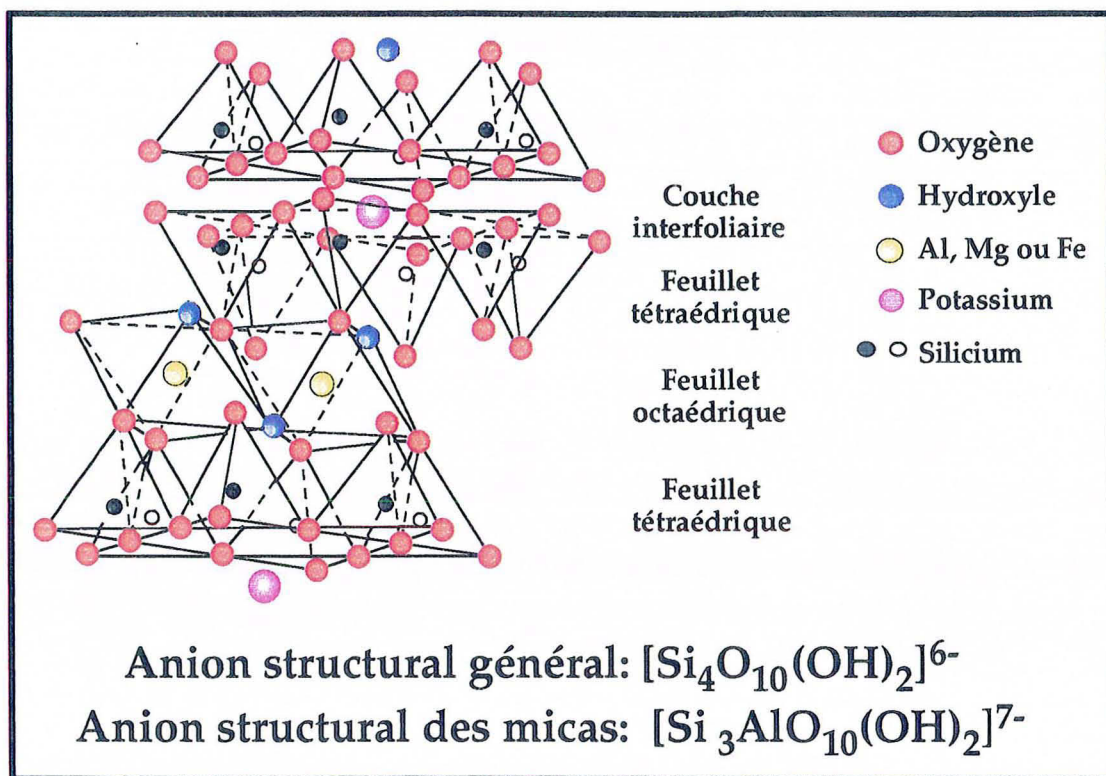 Couche
interfoliaire
Feuillet
tétraédrique
Feuillet
octaédrique
Feuillet
tétraédrique
Oxygène
Hydroxyle
Al, Mg ou Fe
Potassium
Silicium
Anion structural général: [Si₄O₁₀(OH)₂]⁶⁻
Anion structural des micas: [Si₃AlO₁₀(OH)₂]⁷⁻